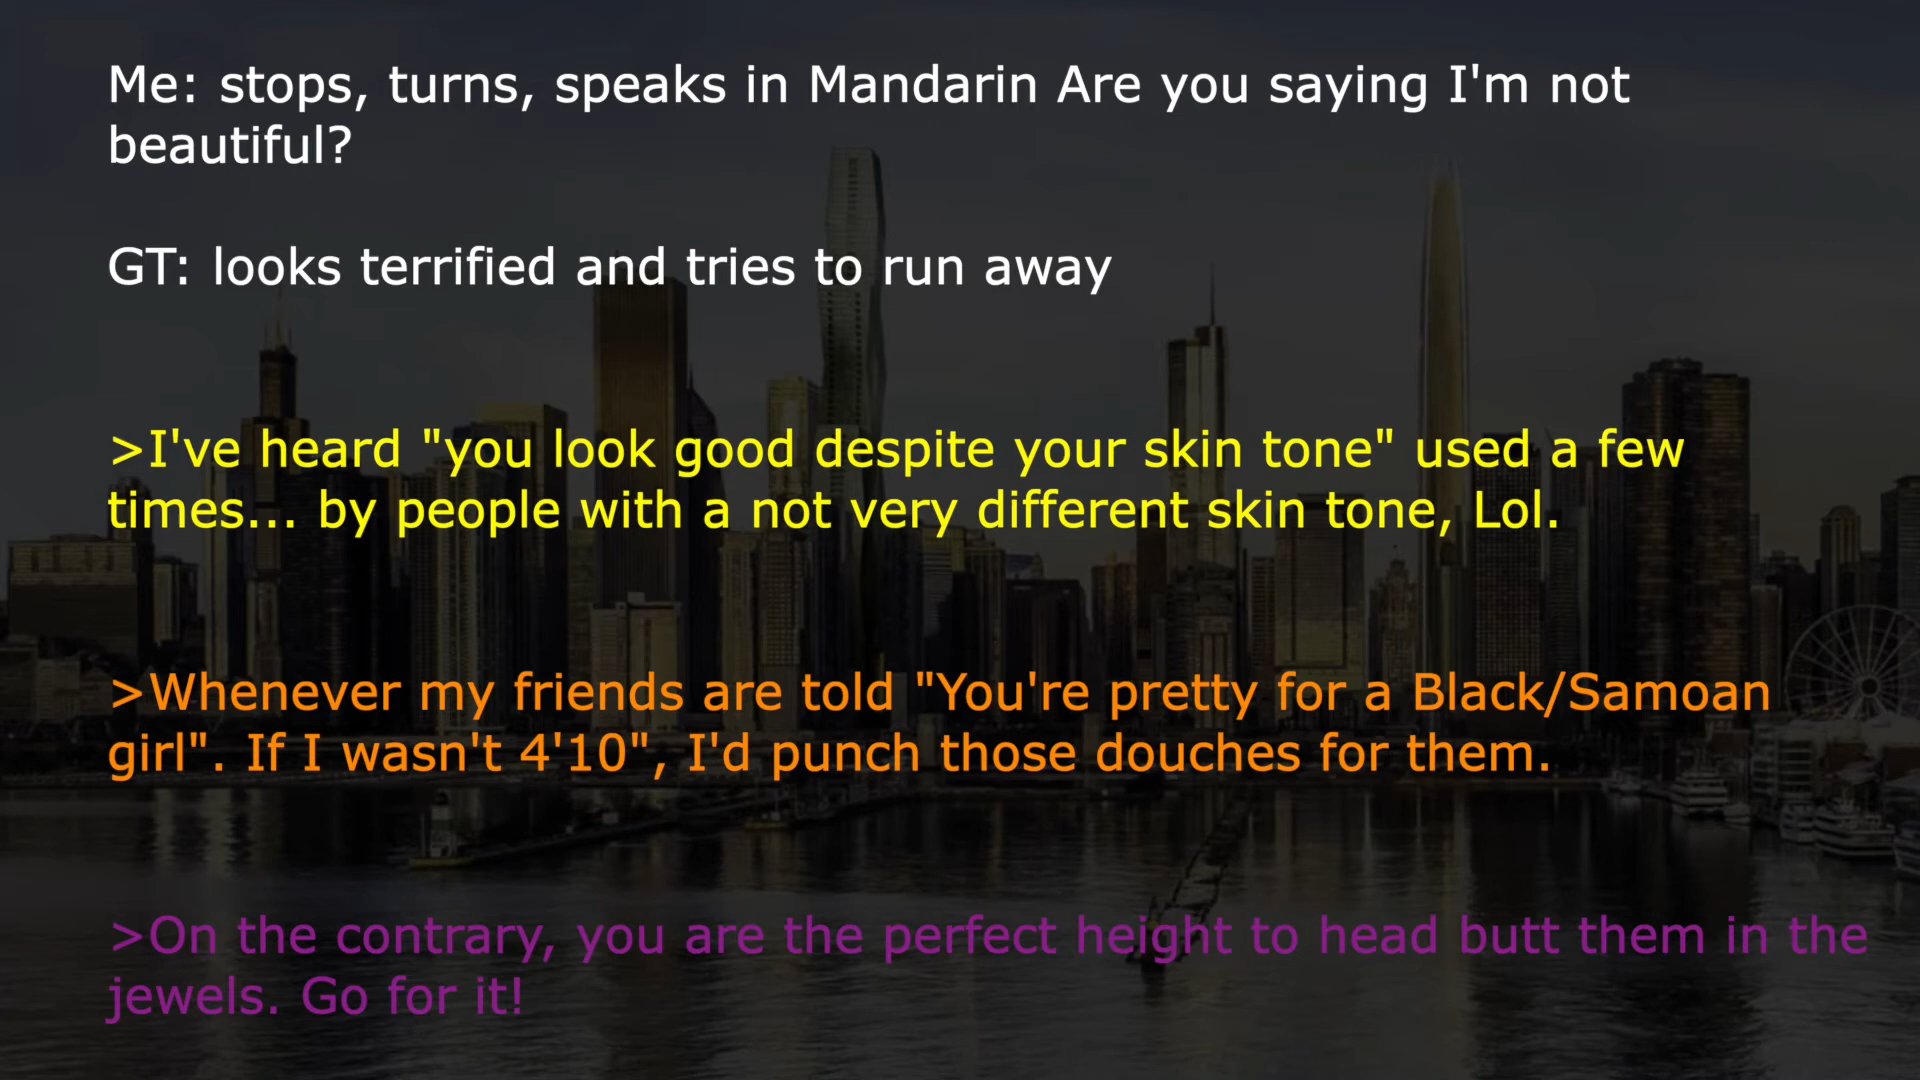 Me: stops, turns, speaks in Mandarin Are you saying I'm not
beautiful?
GT: looks terrified and tries to run away
>I've heard "you look good despite your skin tone" used a few
times... by people with a not very different skin tone, Lol.
>Whenever my friends are told "You're pretty for a Black/Samoan
girl". If I wasn't 4'10", I'd punch those douches for them.
>On the contrary, you are the perfect height to head butt them in the
jewels. Go for it!